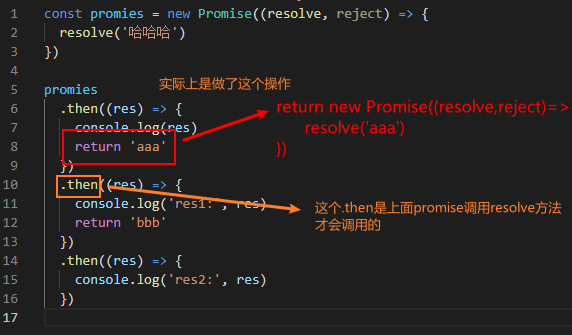 1 const promies = new Promise((resolve, reject) => {
2 resolve('哈哈哈')
3 })
4
5 promies
实际上是做了这个操作
6 .then((res) => {
return new Promise((resolve,reject)=>
7 console.log(res)
resolve('aaa')
8 return 'aaa'
})
9 })
10 .then((res) => {
11 console.log('res1:', res)
这个.then是上面promise调用resolve方法
12 return 'bbb'
才会调用的
13 })
14 .then((res) => {
15 console.log('res2:', res)
16 })
17